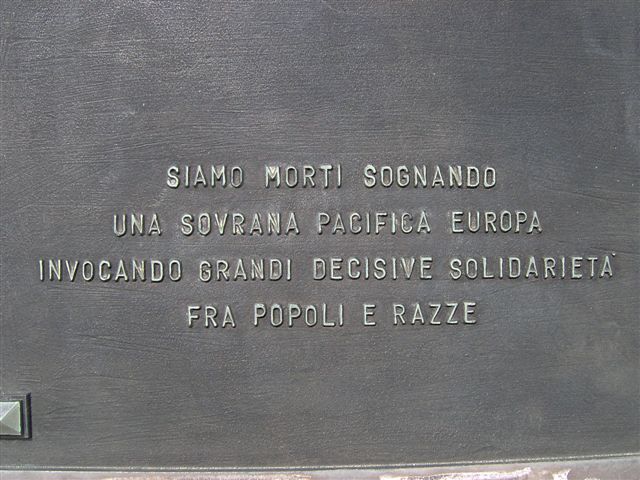 SIAMO MORTI SOGNANDO
UNA SOVRANA PACIFICA EUROPA
INVOCANDO GRANDI DECISIVE SOLIDARIETA'
FRA POPOLI E RAZZE